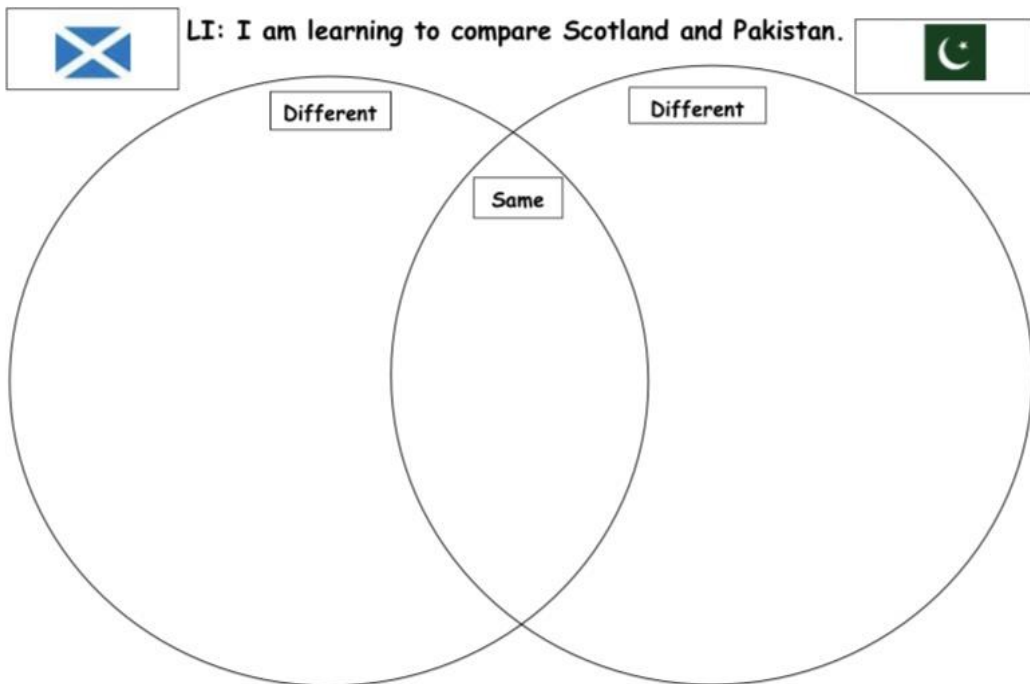 LI: I am learning to compare Scotland and Pakistan.
Different
Different
Same